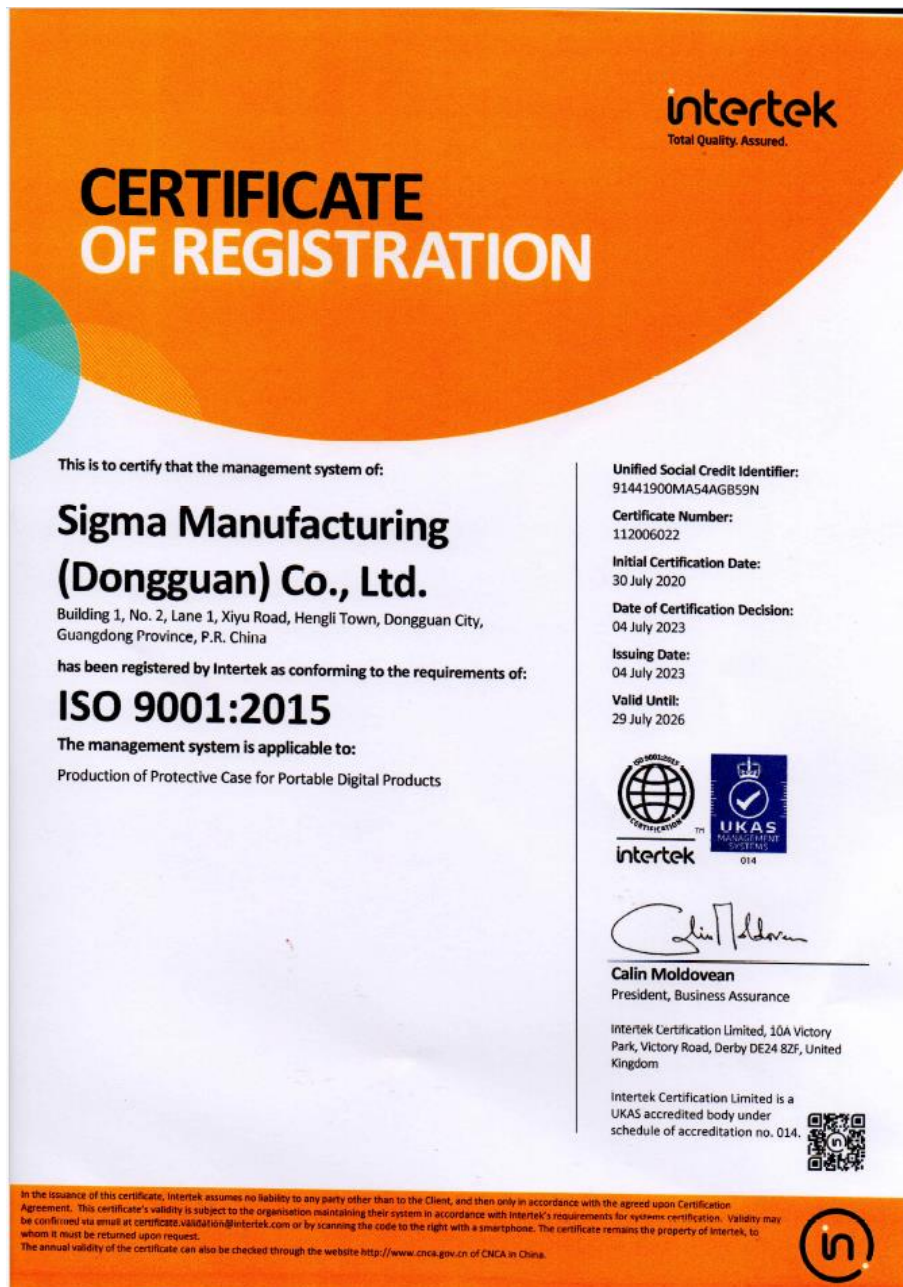 intertek
Total Quality. Assured.
CERTIFICATE
OF REGISTRATION
This is to certify that the management system of:
Sigma Manufacturing
(Dongguan) Co., Ltd.
Building 1, No. 2, Lane 1, Xiyu Road, Hengli Town, Dongguan City,
Guangdong Province, P.R. China
has been registered by Intertek as conforming to the requirements of:
ISO 9001:2015
The management system is applicable to:
Production of Protective Case for Portable Digital Products
Unified Social Credit Identifier:
91441900MA54AGB59N
Certificate Number:
112006022
Initial Certification Date:
30 July 2020
Date of Certification Decision:
04 July 2023
Issuing Date:
04 July 2023
Valid Until:
29 July 2026
ISO 9001:2015
CERTIFICATION
TM
intertek
UKAS
MANAGEMENT
SYSTEMS
014
Calin Moldovean
Calin Moldovean
President, Business Assurance
Intertek Certification Limited, 10A Victory
Park, Victory Road, Derby DE24 8ZF, United
Kingdom
Intertek Certification Limited is a
UKAS accredited body under
schedule of accreditation no. 014.
In the issuance of this certificate, Intertek assumes no liability to any party other than to the Client, and then only in accordance with the agreed upon Certification
Agreement. This certificate's validity is subject to the organisation maintaining their system in accordance with Intertek's requirements for systems certification. Validity may
be confirmed via email at certificate.validation@intertek.com or by scanning the code to the right with a smartphone. The certificate remains the property of Intertek, to
whom it must be returned upon request.
The annual validity of the certificate can also be checked through the website http://www.cnca.gov.cn of CNCA in China.
in